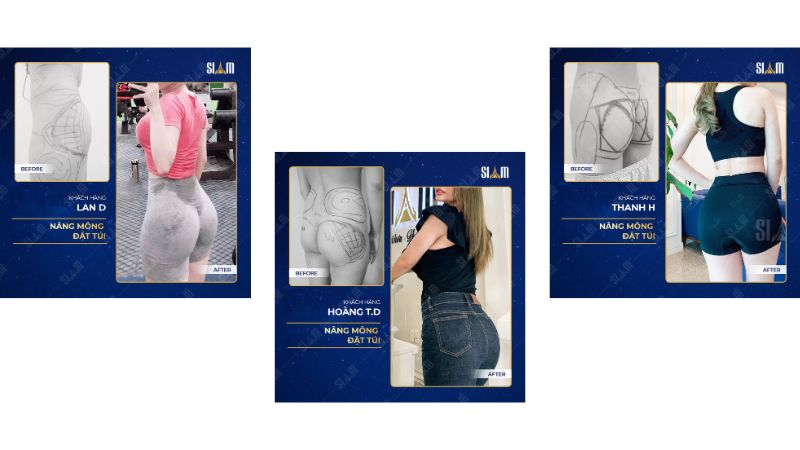 SIAM
BEFORE
KHÁCH HÀNG
LAN D
NÂNG MÔNG
ĐẶT TÚI
AFTER
SIAM
BEFORE
KHÁCH HÀNG
HOÀNG T.D
NÂNG MÔNG
ĐẶT TÚI
AFTER
SIAM
BEFORE
KHÁCH HÀNG
THANH H
NÂNG MÔNG
ĐẶT TÚI
AFTER